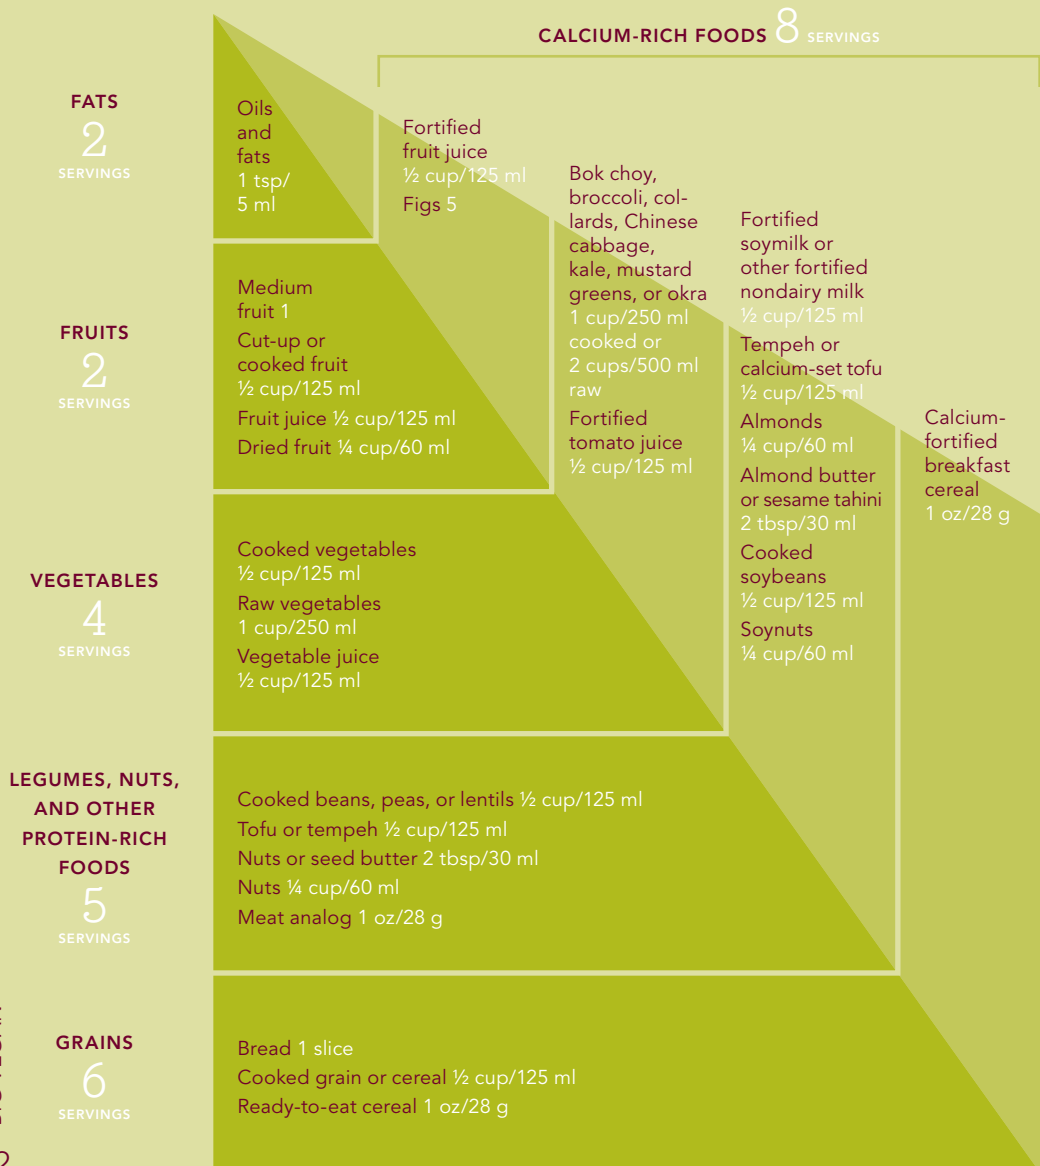 CALCIUM-RICH FOODS 8 SERVINGS
FATS
2
SERVINGS
Oils
and
fats
1 tsp/
5 ml
Fortified
fruit juice
½ cup/125 ml
Figs 5
Bok choy,
broccoli, col-
lards, Chinese
cabbage,
kale, mustard
greens, or okra
1 cup/250 ml
cooked or
2 cups/500 ml
raw
Fortified
tomato juice
½ cup/125 ml
Fortified
soymilk or
other fortified
nondairy milk
½ cup/125 ml
Tempeh or
calcium-set tofu
½ cup/125 ml
Almonds
¼ cup/60 ml
Almond butter
or sesame tahini
2 tbsp/30 ml
Cooked
soybeans
½ cup/125 ml
Soynuts
¼ cup/60 ml
Calcium-
fortified
breakfast
cereal
1 oz/28 g
FRUITS
2
SERVINGS
Medium
fruit 1
Cut-up or
cooked fruit
½ cup/125 ml
Fruit juice ½ cup/125 ml
Dried fruit ¼ cup/60 ml
VEGETABLES
4
SERVINGS
Cooked vegetables
½ cup/125 ml
Raw vegetables
1 cup/250 ml
Vegetable juice
½ cup/125 ml
LEGUMES, NUTS,
AND OTHER
PROTEIN-RICH
FOODS
5
SERVINGS
Cooked beans, peas, or lentils ½ cup/125 ml
Tofu or tempeh ½ cup/125 ml
Nuts or seed butter 2 tbsp/30 ml
Nuts ¼ cup/60 ml
Meat analog 1 oz/28 g
GRAINS
6
SERVINGS
Bread 1 slice
Cooked grain or cereal ½ cup/125 ml
Ready-to-eat cereal 1 oz/28 g